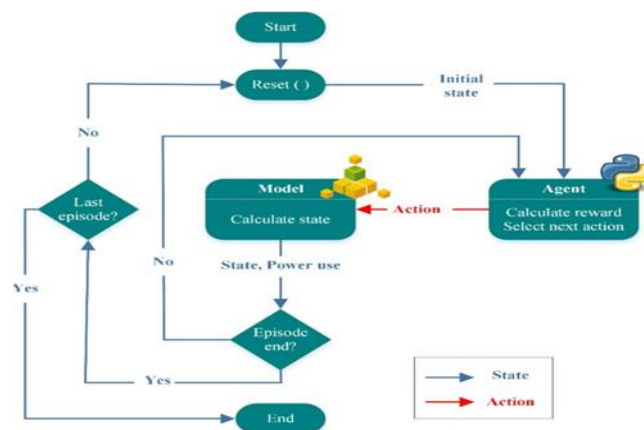 Start
Reset ( )
Initial
state
No
Model
Calculate state
Action
Agent
Calculate reward
Select next action
Last
episode?
No
State, Power use
Yes
Episode
end?
Yes
State
Action
End